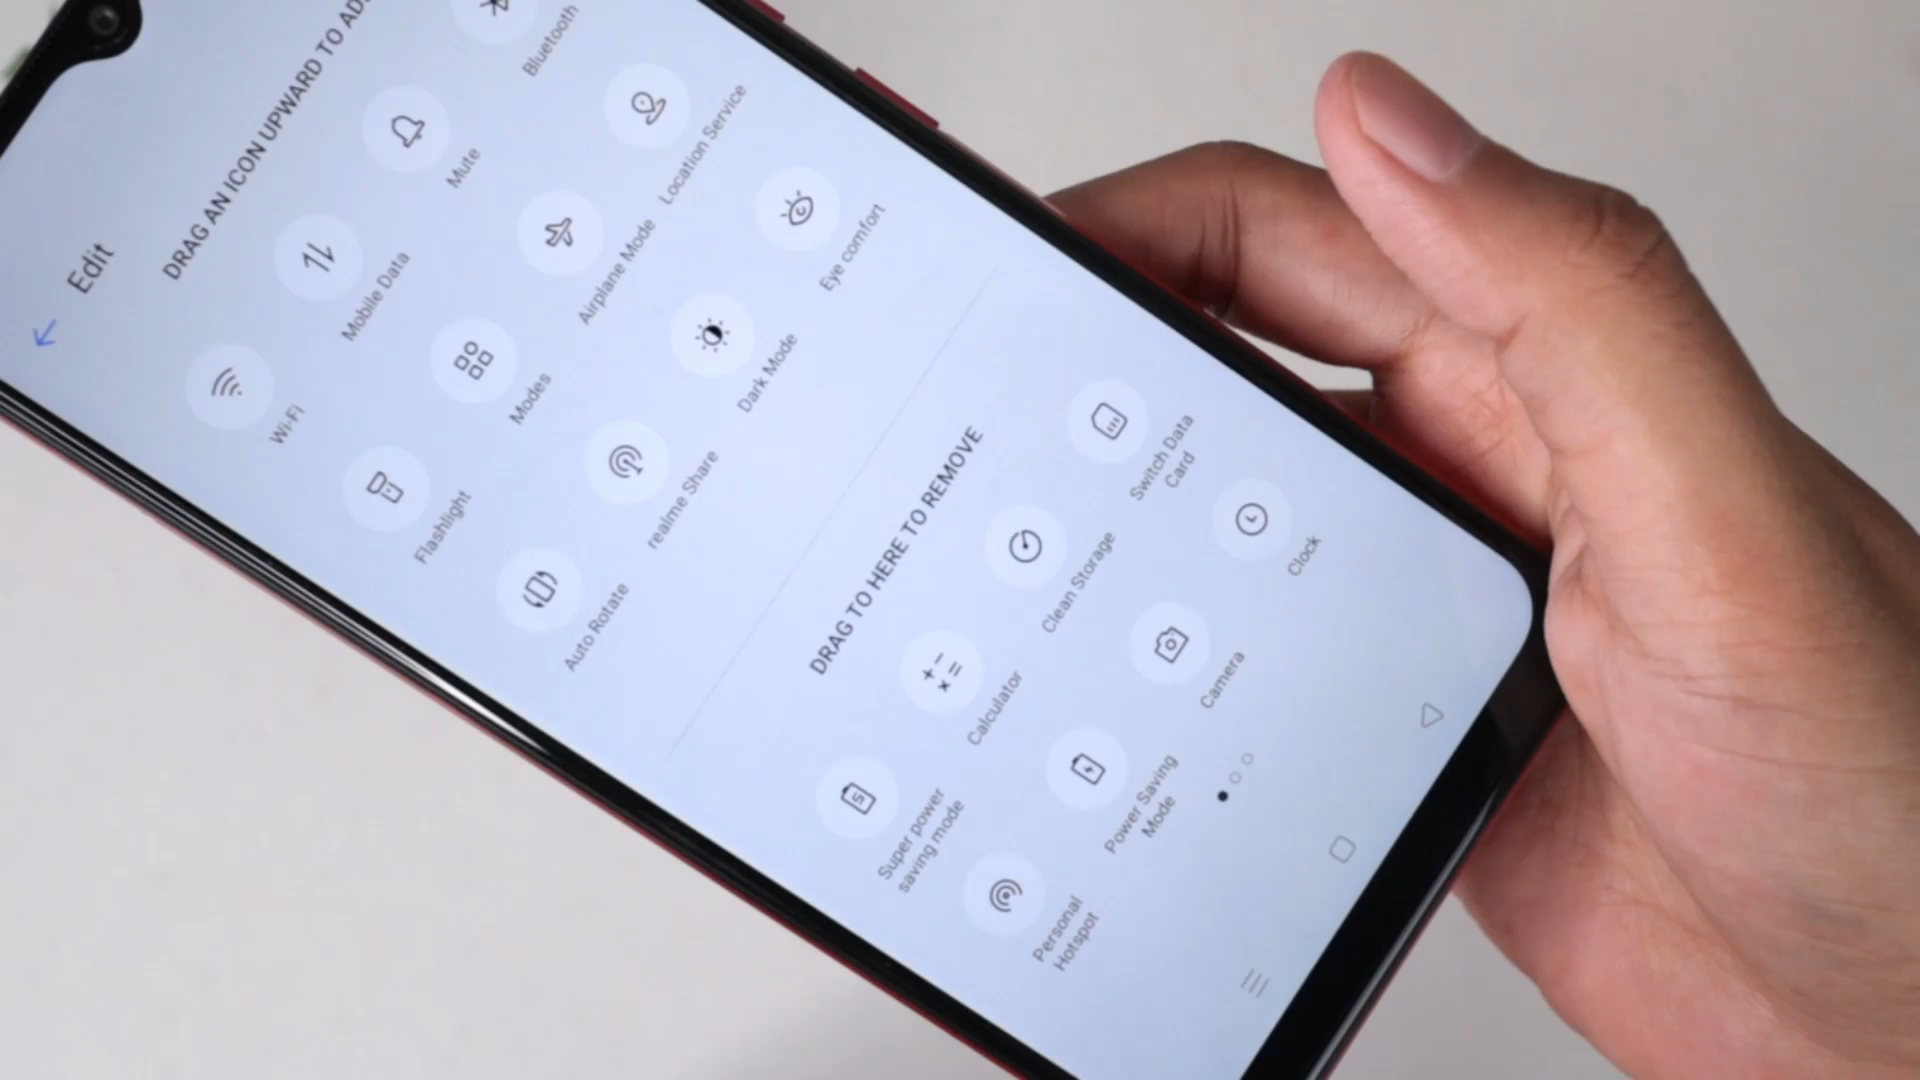 Edit
DRAG AN ICON UPWARD TO AD
Wi-Fi
Mobile Data
Mute
Bluetooth
Flashlight
Modes
Airplane Mode
Location Service
Auto Rotate
realme Share
Dark Mode
Eye comfort
DRAG TO HERE TO REMOVE
Super power
saving mode
Calculator
Clean Storage
Switch Data
Card
Personal
Hotspot
Power Saving
Mode
Camera
Clock